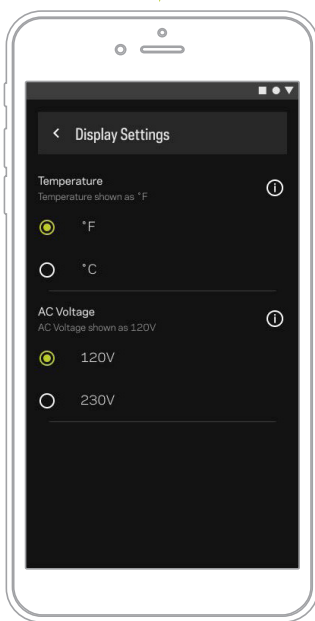 Display Settings
Temperature
Temperature shown as °F
°F
°C
AC Voltage
AC Voltage shown as 120V
120V
230V